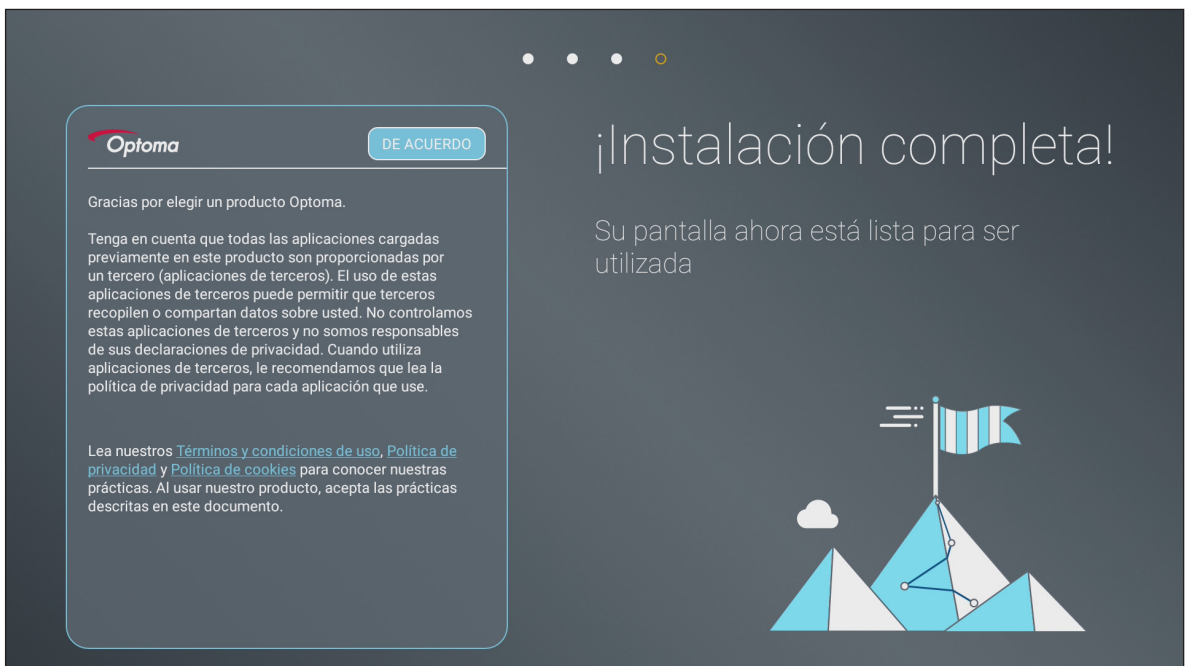 Optoma
DE ACUERDO
Gracias por elegir un producto Optoma.
Tenga en cuenta que todas las aplicaciones cargadas
previamente en este producto son proporcionadas por
un tercero (aplicaciones de terceros). El uso de estas
aplicaciones de terceros puede permitir que terceros
recopilen o compartan datos sobre usted. No controlamos
estas aplicaciones de terceros y no somos responsables
de sus declaraciones de privacidad. Cuando utiliza
aplicaciones de terceros, le recomendamos que lea la
política de privacidad para cada aplicación que use.
Lea nuestros Términos y condiciones de uso, Política de
privacidad y Política de cookies para conocer nuestras
prácticas. Al usar nuestro producto, acepta las prácticas
descritas en este documento.
¡Instalación completa!
Su pantalla ahora está lista para ser
utilizada